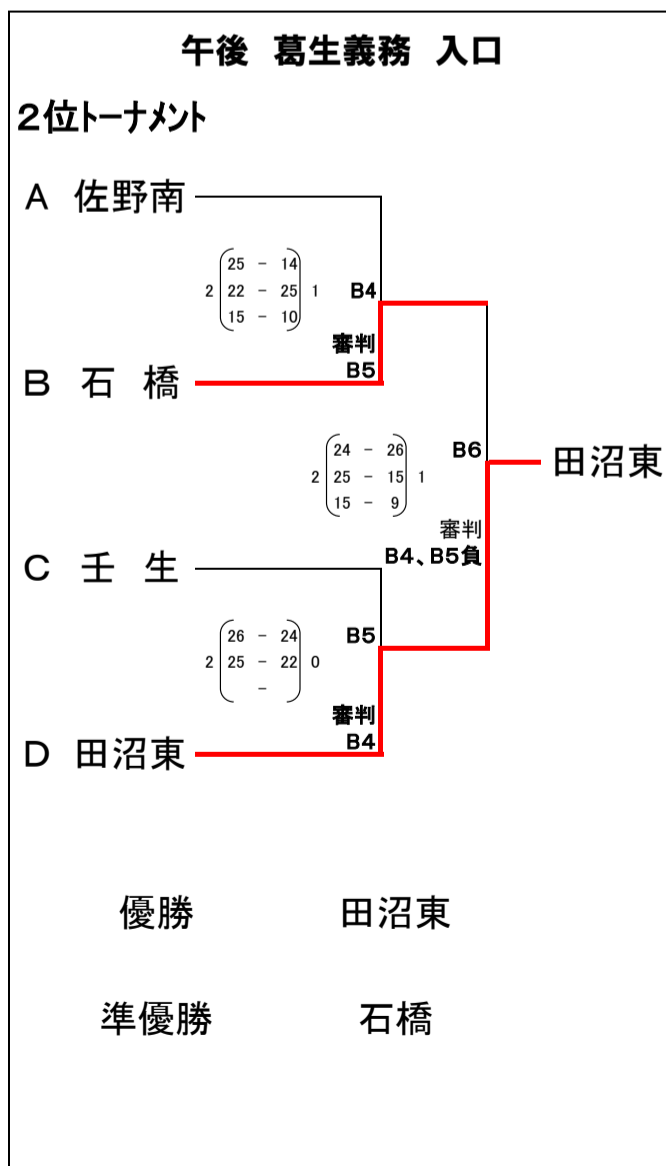 午後 葛生義務 入口
２位トーナメント
A 佐野南
25 - 14
2 22 - 25 1 B4
15 - 10
審判
B5
B 石 橋
24 - 26 B6
2 25 - 15 1
15 - 9
田沼東
審判
B4、B5負
C 壬 生
26 - 24 B5
2 25 - 22 0
-
審判
B4
D 田沼東
優勝 田沼東
準優勝 石橋